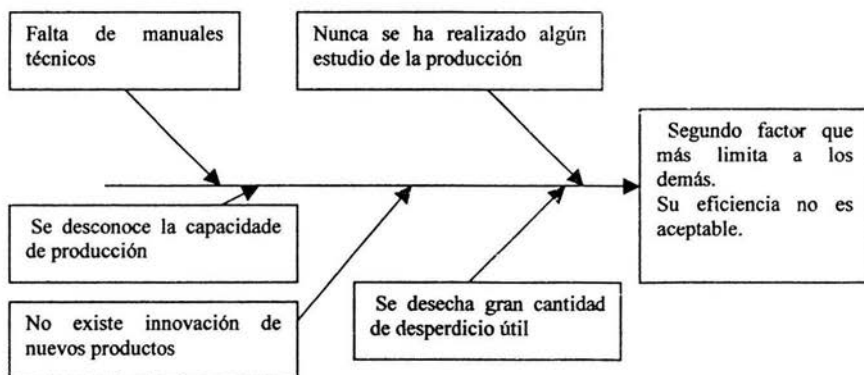 Falta de manuales
técnicos
Nunca se ha realizado algún
estudio de la producción
Segundo factor que
más limita a los
demás.
Su eficiencia no es
aceptable.
Se desconoce la capacidade
de producción
No existe innovación de
nuevos productos
Se desecha gran cantidad
de desperdicio útil